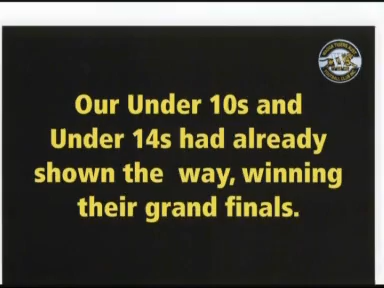 Our Under 10s and
Under 14s had already
shown the way, winning
their grand finals.